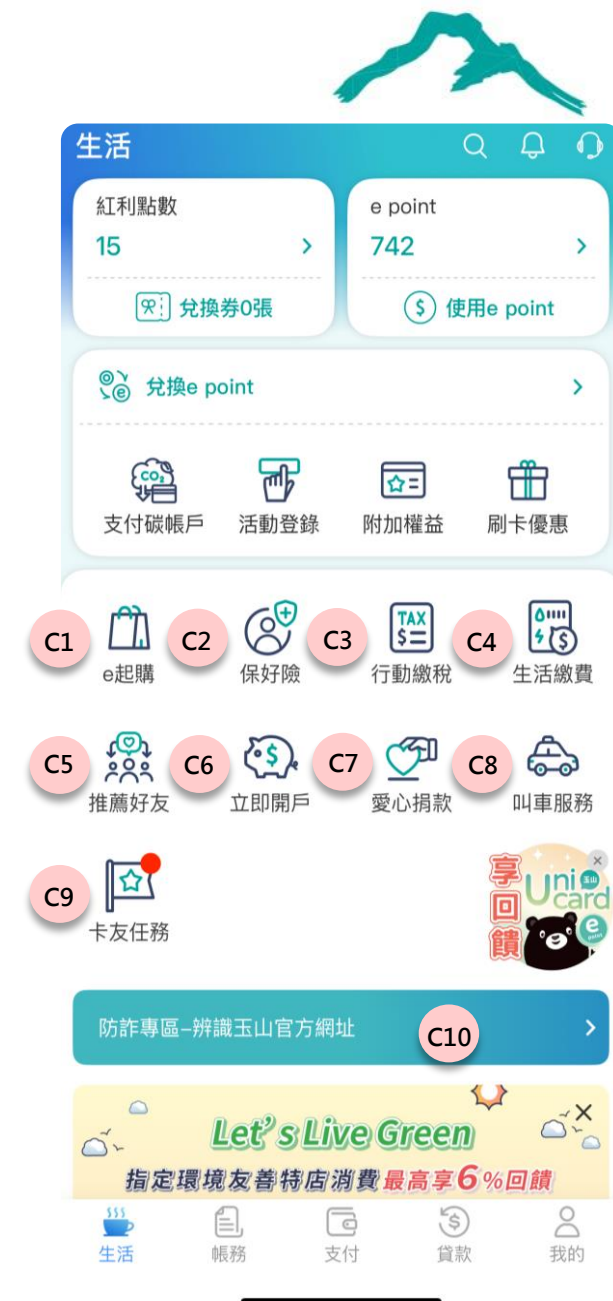 生活
紅利點數
e point
15
742
兌換券0張
使用e point
兌換e point
CO2
支付碳帳戶
活動登錄
附加權益
刷卡優惠
C1
C2
C3
C4
TAX
e起購
保好險
行動繳稅
生活繳費
C5
C6
C7
C8
推薦好友
立即開戶
愛心捐款
叫車服務
C9
卡友任務
享回饋
Uni
玉山
card
e point
防詐專區–辨識玉山官方網址
C10
Let's Live Green
指定環境友善特店消費最高享6%回饋
生活
帳務
支付
貸款
我的